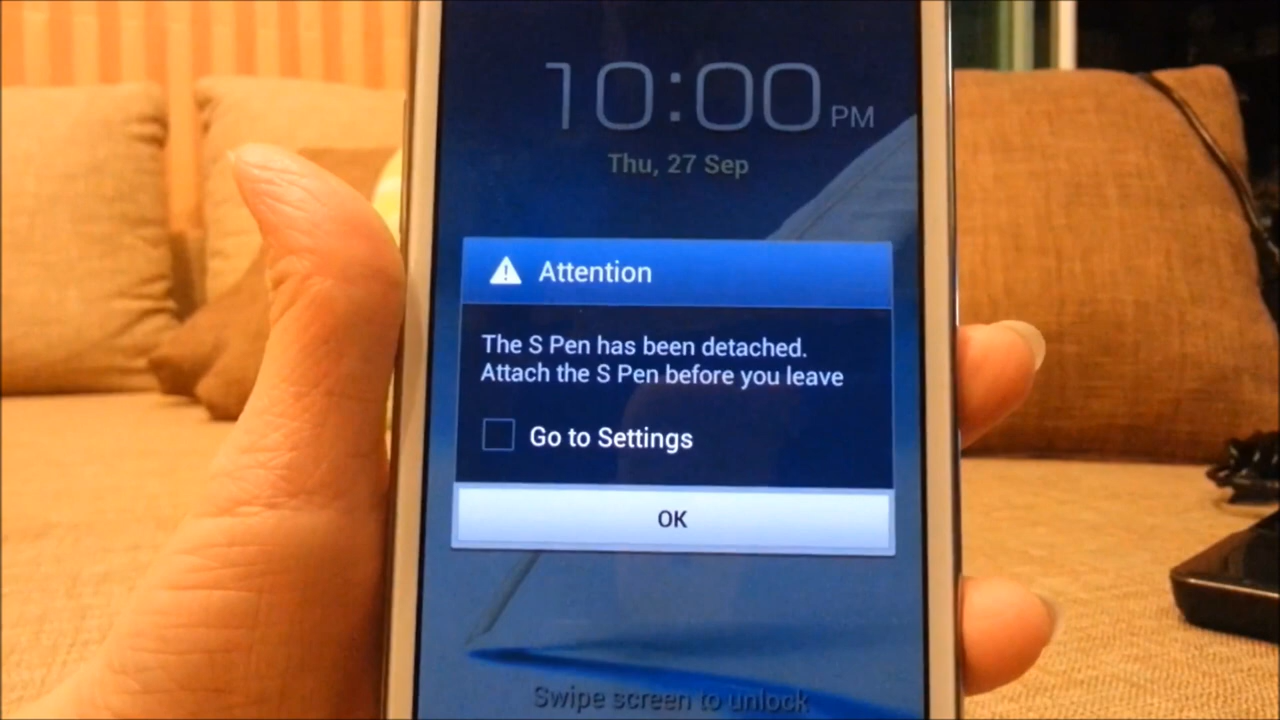 10:00 PM
Thu, 27 Sep
Attention
The S Pen has been detached.
Attach the S Pen before you leave
Go to Settings
OK
Swipe screen to unlock